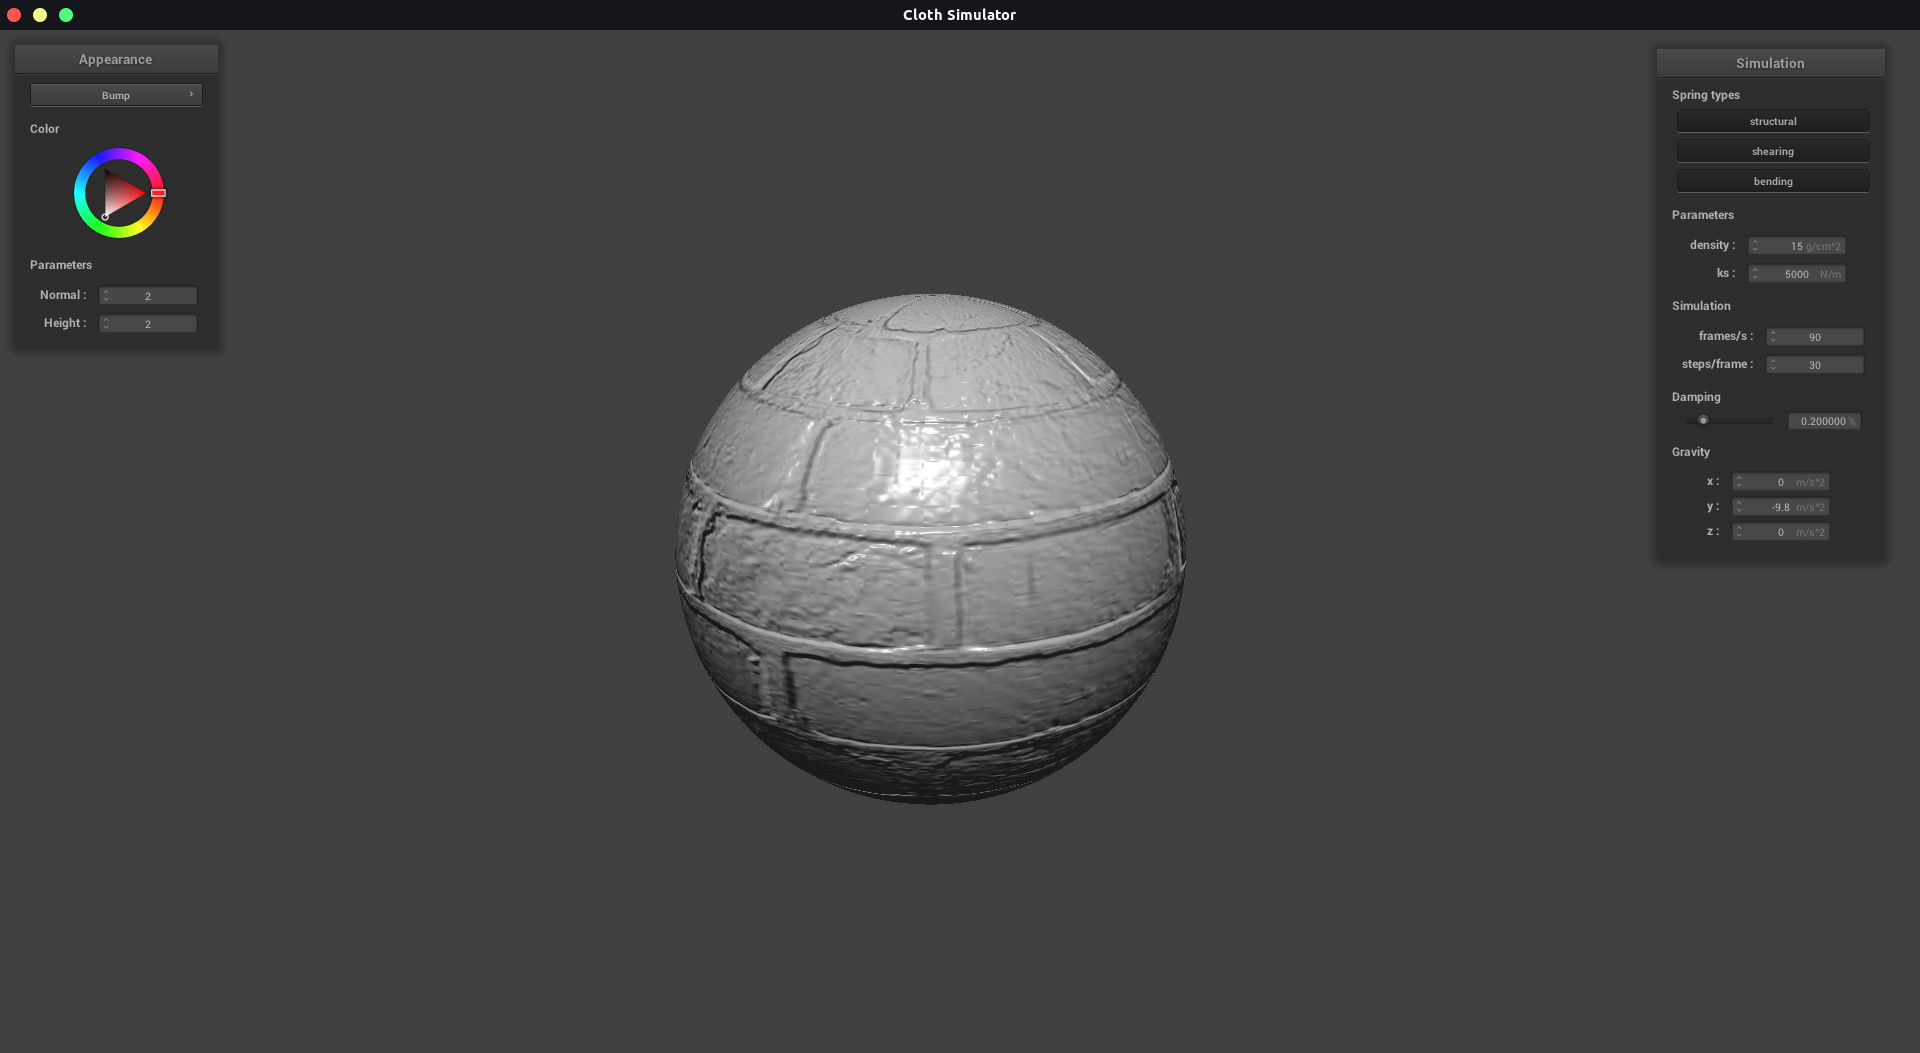 Cloth Simulator
Appearance
Bump
Color
Parameters
Normal : 2
Height : 2
Simulation
Spring types
structural
shearing
bending
Parameters
density : 15 g/cm^2
ks : 5000 N/m
Simulation
frames/s : 90
steps/frame : 30
Damping
0.200000 %
Gravity
x : 0 m/s^2
y : -9.8 m/s^2
z : 0 m/s^2